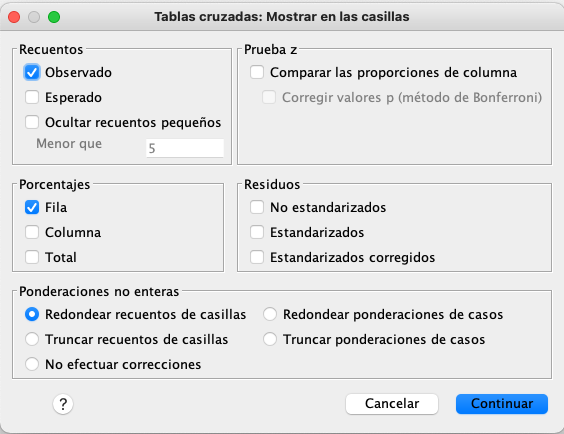 Tablas cruzadas: Mostrar en las casillas
Recuentos
Observado
Esperado
Ocultar recuentos pequeños
Menor que 5
Prueba z
Comparar las proporciones de columna
Corregir valores p (método de Bonferroni)
Porcentajes
Fila
Columna
Total
Residuos
No estandarizados
Estandarizados
Estandarizados corregidos
Ponderaciones no enteras
Redondear recuentos de casillas Redondear ponderaciones de casos
Truncar recuentos de casillas Truncar ponderaciones de casos
No efectuar correcciones
? Cancelar Continuar